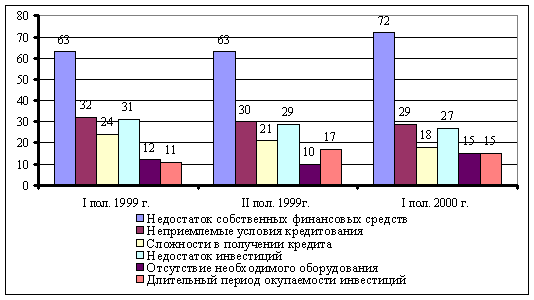 80
70
60
50
40
30
20
10
0
63 32 24 31 12 11
63 30 21 29 10 17
72 29 18 27 15 15
I пол. 1999 г. II пол. 1999г. I пол. 2000 г.
Недостаток собственных финансовых средств
Неприемлемые условия кредитования
Сложности в получении кредита
Недостаток инвестиций
Отсутствие необходимого оборудования
Длительный период окупаемости инвестиций